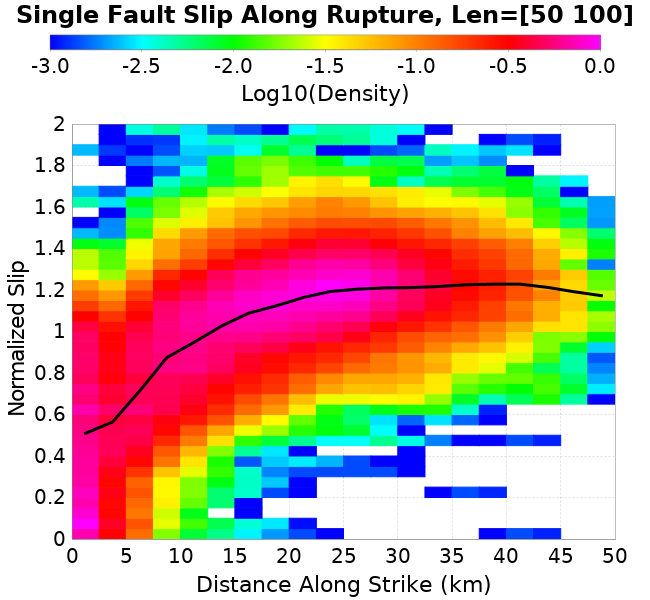 Single Fault Slip Along Rupture, Len=[50 100]
-3.0 -2.5 -2.0 -1.5 -1.0 -0.5 0.0
Log10(Density)
2
1.8
1.6
1.4
1.2
1
0.8
0.6
0.4
0.2
0
Normalized Slip
0 5 10 15 20 25 30 35 40 45 50
Distance Along Strike (km)